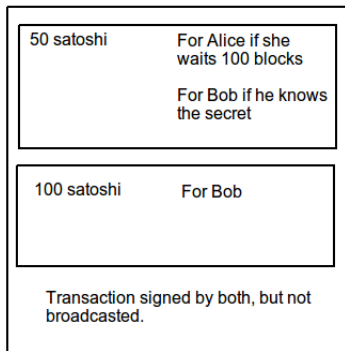 50 satoshi
For Alice if she
waits 100 blocks
For Bob if he knows
the secret
100 satoshi
For Bob
Transaction signed by both, but not
broadcasted.